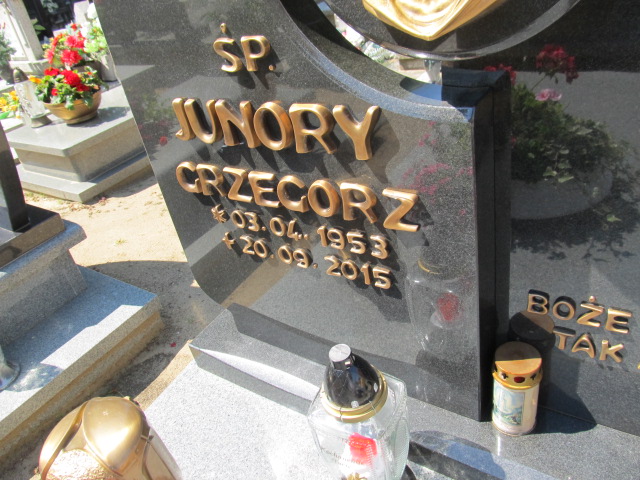 ŚP.
JUNORY
GRZEGORZ
* 03.04.1953
+ 20.09.2015
BOŻE
TAK